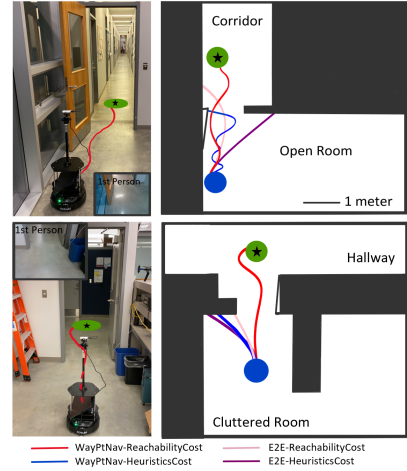 Corridor
Open Room
1 meter
1st Person
1st Person
Hallway
Cluttered Room
WayPtNav-ReachabilityCost
E2E-ReachabilityCost
WayPtNav-HeuristicsCost
E2E-HeuristicsCost